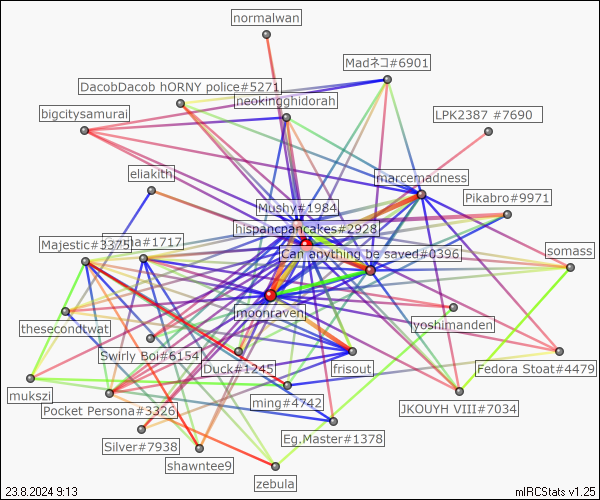 normalwan
Madネコ#6901
DacobDacob hORNY police#5271
neokingghidorah
bigcitysamurai
LPK2387 #7690
eliakith
marcemadness
Pikabro#9971
Mushy#1984
hispancpancakes#2928
Majestic#3375
la#1717
Can anything be saved#0396
somass
moonraven
thesecondtwat
yoshimanden
Swirly Boi#6154
Duck#1245
frisout
Fedora Stoat#4479
mukszi
Pocket Persona#3326
ming#4742
JKOUYH VIII#7034
Silver#7938
Eg.Master#1378
shawntee9
zebula
23.8.2024 9:13
mIRCStats v1.25